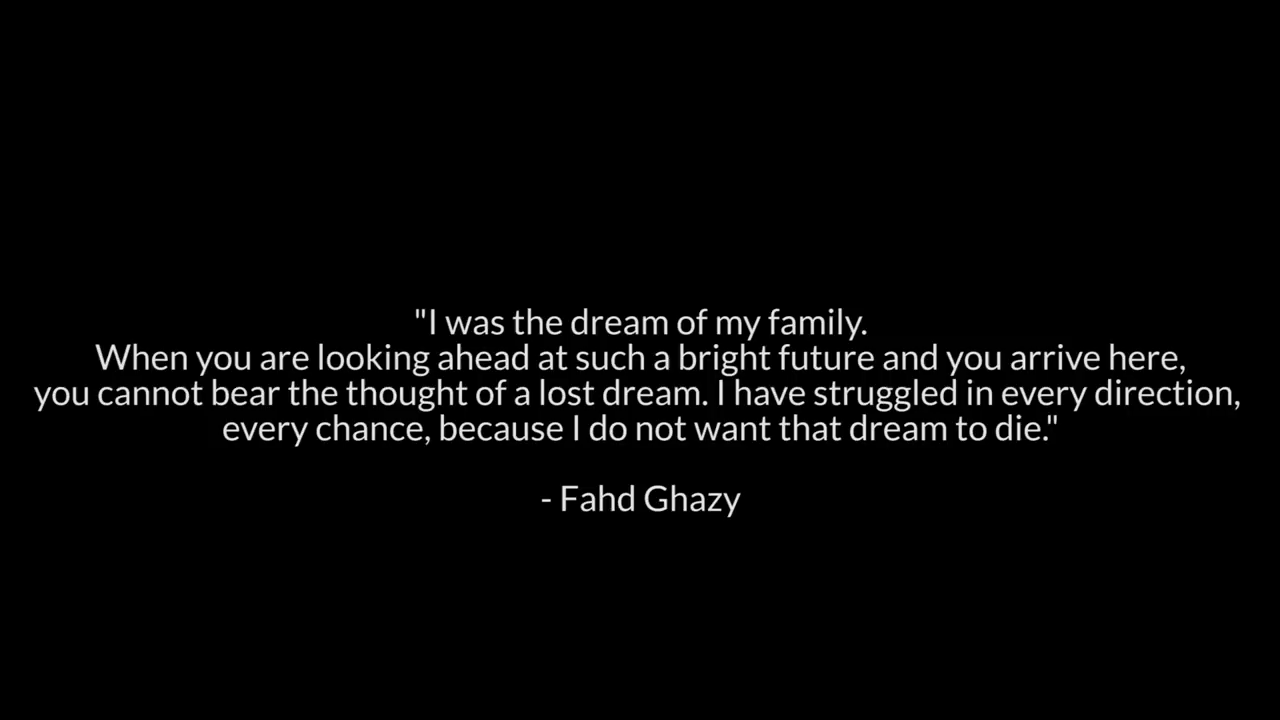 "I was the dream of my family.
When you are looking ahead at such a bright future and you arrive here,
you cannot bear the thought of a lost dream. I have struggled in every direction,
every chance, because I do not want that dream to die."
- Fahd Ghazy